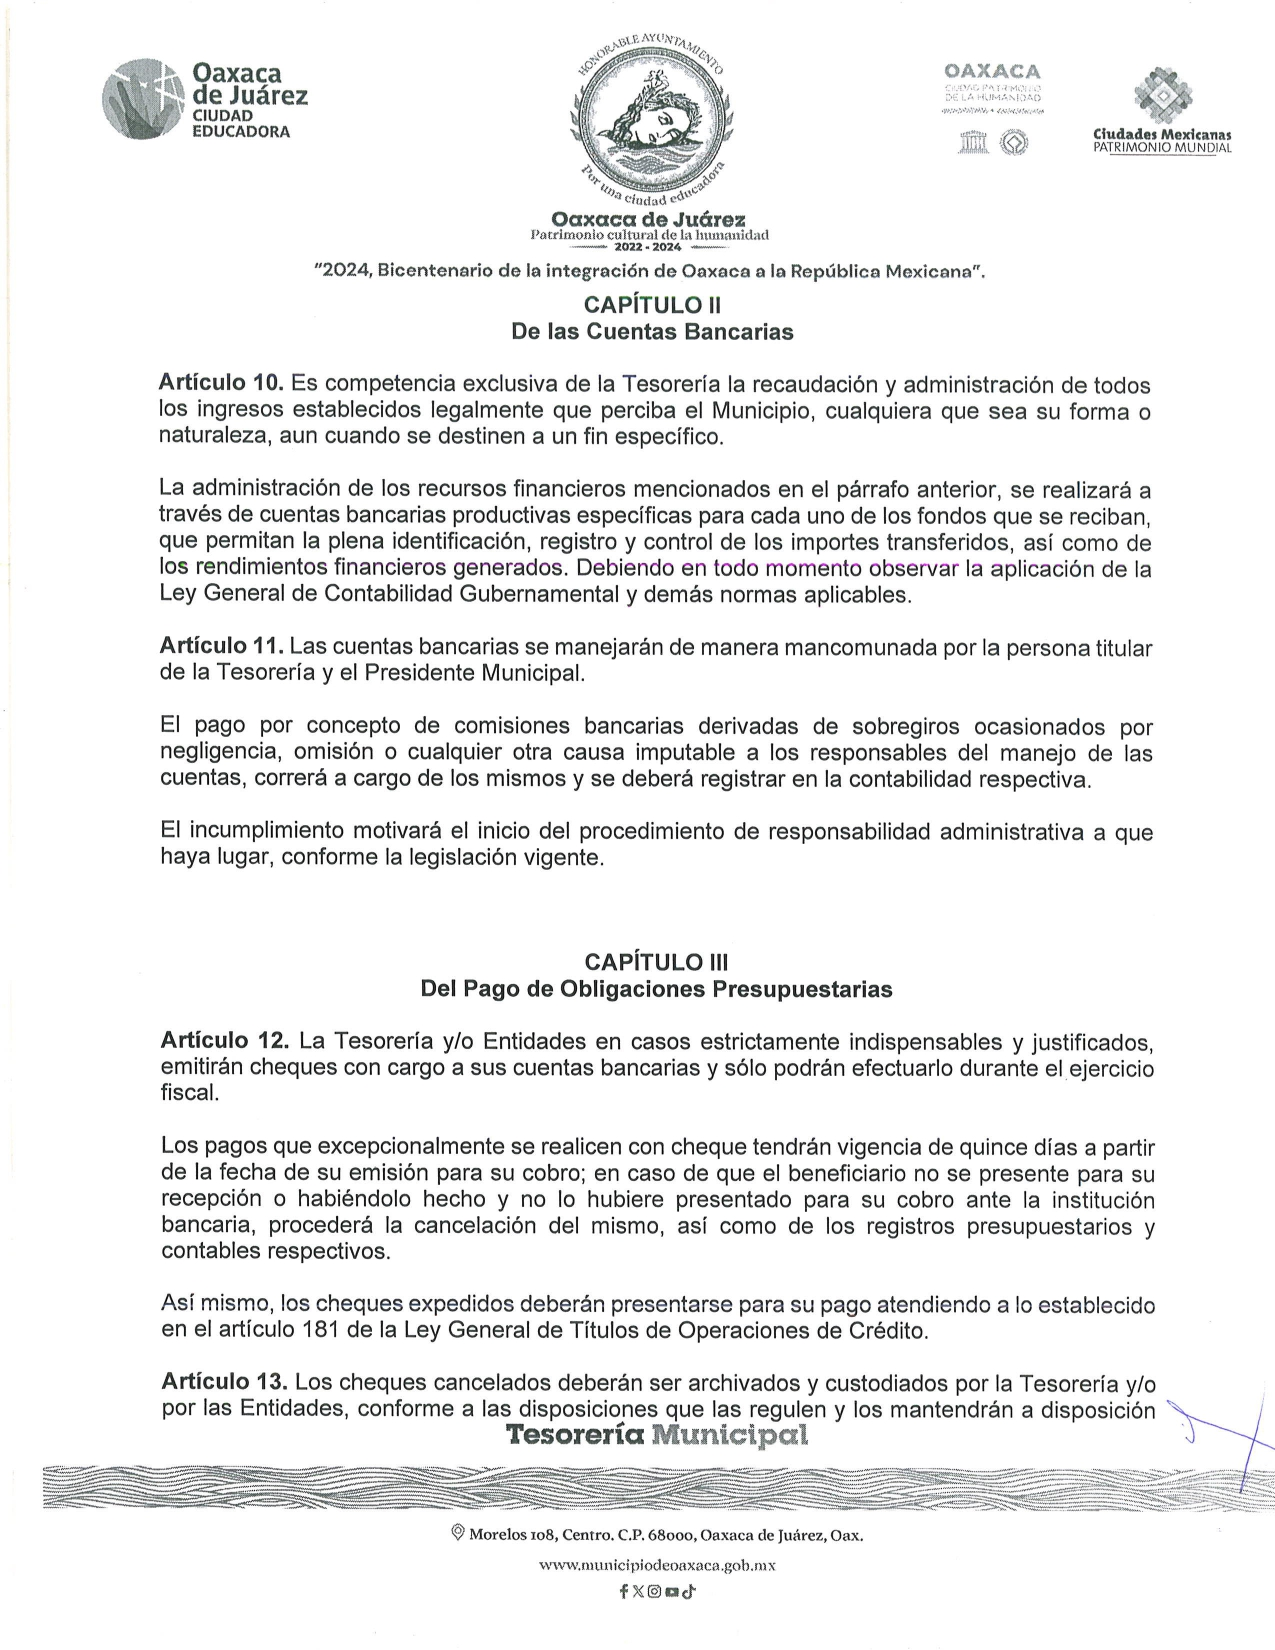 Oaxaca
de Juárez
CIUDAD
EDUCADORA
HONORABLE AYUNTAMIENTO
Por una ciudad educadora
Oaxaca de Juárez
Patrimonio cultural de la humanidad
2022 - 2024
OAXACA
CIUDAD PATRIMONIO
DE LA HUMANIDAD
Ciudades Mexicanas
PATRIMONIO MUNDIAL
"2024, Bicentenario de la integración de Oaxaca a la República Mexicana".
CAPÍTULO II
De las Cuentas Bancarias
Artículo 10. Es competencia exclusiva de la Tesorería la recaudación y administración de todos
los ingresos establecidos legalmente que perciba el Municipio, cualquiera que sea su forma o
naturaleza, aun cuando se destinen a un fin específico.
La administración de los recursos financieros mencionados en el párrafo anterior, se realizará a
través de cuentas bancarias productivas específicas para cada uno de los fondos que se reciban,
que permitan la plena identificación, registro y control de los importes transferidos, así como de
los rendimientos financieros generados. Debiendo en todo momento observar la aplicación de la
Ley General de Contabilidad Gubernamental y demás normas aplicables.
Artículo 11. Las cuentas bancarias se manejarán de manera mancomunada por la persona titular
de la Tesorería y el Presidente Municipal.
El pago por concepto de comisiones bancarias derivadas de sobregiros ocasionados por
negligencia, omisión o cualquier otra causa imputable a los responsables del manejo de las
cuentas, correrá a cargo de los mismos y se deberá registrar en la contabilidad respectiva.
El incumplimiento motivará el inicio del procedimiento de responsabilidad administrativa a que
haya lugar, conforme la legislación vigente.
CAPÍTULO III
Del Pago de Obligaciones Presupuestarias
Artículo 12. La Tesorería y/o Entidades en casos estrictamente indispensables y justificados,
emitirán cheques con cargo a sus cuentas bancarias y sólo podrán efectuarlo durante el ejercicio
fiscal.
Los pagos que excepcionalmente se realicen con cheque tendrán vigencia de quince días a partir
de la fecha de su emisión para su cobro; en caso de que el beneficiario no se presente para su
recepción o habiéndolo hecho y no lo hubiere presentado para su cobro ante la institución
bancaria, procederá la cancelación del mismo, así como de los registros presupuestarios y
contables respectivos.
Así mismo, los cheques expedidos deberán presentarse para su pago atendiendo a lo establecido
en el artículo 181 de la Ley General de Títulos de Operaciones de Crédito.
Artículo 13. Los cheques cancelados deberán ser archivados y custodiados por la Tesorería y/o
por las Entidades, conforme a las disposiciones que las regulen y los mantendrán a disposición
Tesorería Municipal
Morelos 108, Centro. C.P. 68000, Oaxaca de Juárez, Oax.
www.municipiodeoaxaca.gob.mx